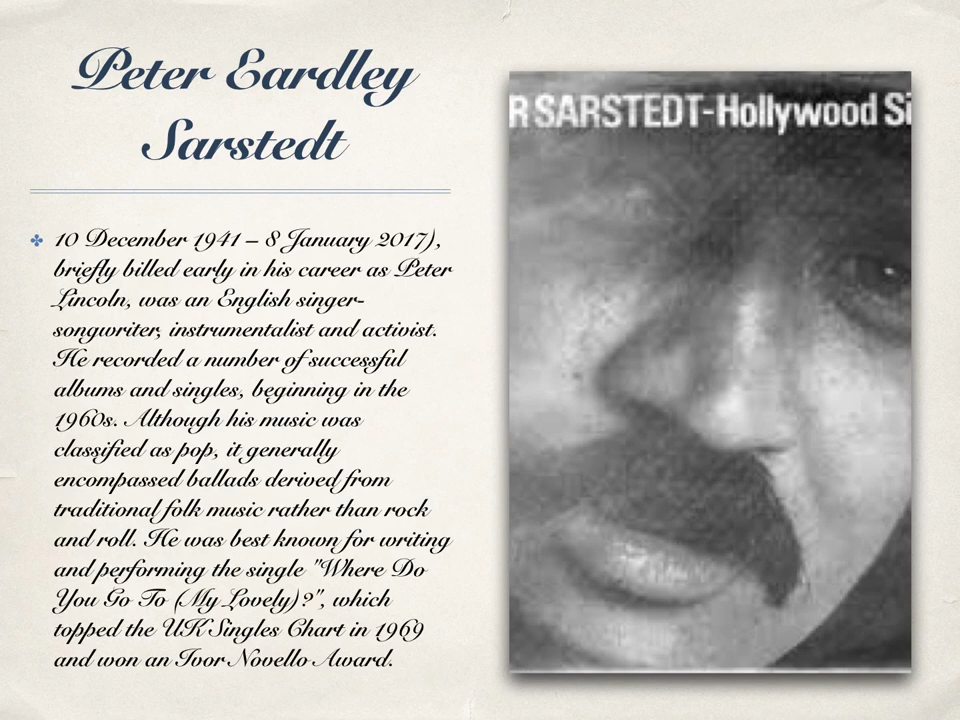 Peter Eardley
Sarstedt
10 December 1941 – 8 January 2017),
briefly billed early in his career as Peter
Lincoln, was an English singer-
songwriter, instrumentalist and activist.
He recorded a number of successful
albums and singles, beginning in the
1960s. Although his music was
classified as pop, it generally
encompassed ballads derived from
traditional folk music rather than rock
and roll. He was best known for writing
and performing the single "Where Do
You Go To (My Lovely)?", which
topped the UK Singles Chart in 1969
and won an Ivor Novello Award.
R SARSTEDT-Hollywood Si